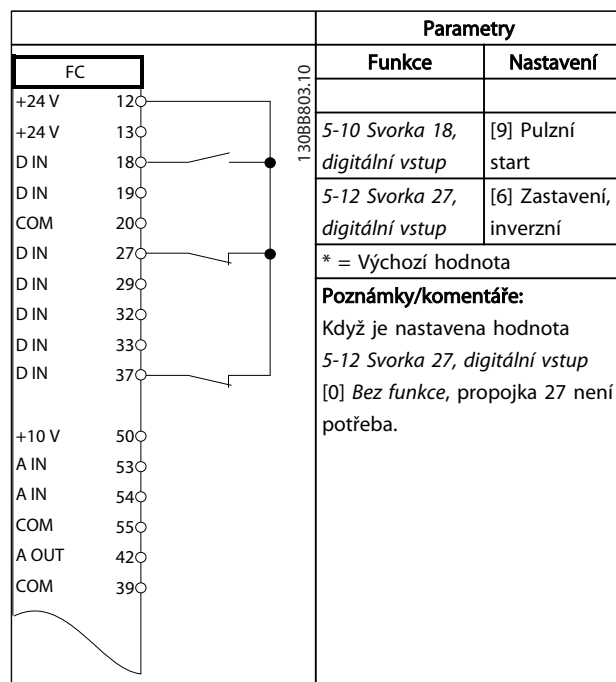 FC
+24 V 12
+24 V 13
D IN 18
D IN 19
COM 20
D IN 27
D IN 29
D IN 32
D IN 33
D IN 37
+10 V 50
A IN 53
A IN 54
COM 55
A OUT 42
COM 39
130BB803.10
Parametry
Funkce Nastavení
5-10 Svorka 18, [9] Pulzní
digitální vstup start
5-12 Svorka 27, [6] Zastavení,
digitální vstup inverzní
* = Výchozí hodnota
Poznámky/komentáře:
Když je nastavena hodnota
5-12 Svorka 27, digitální vstup
[0] Bez funkce, propojka 27 není
potřeba.